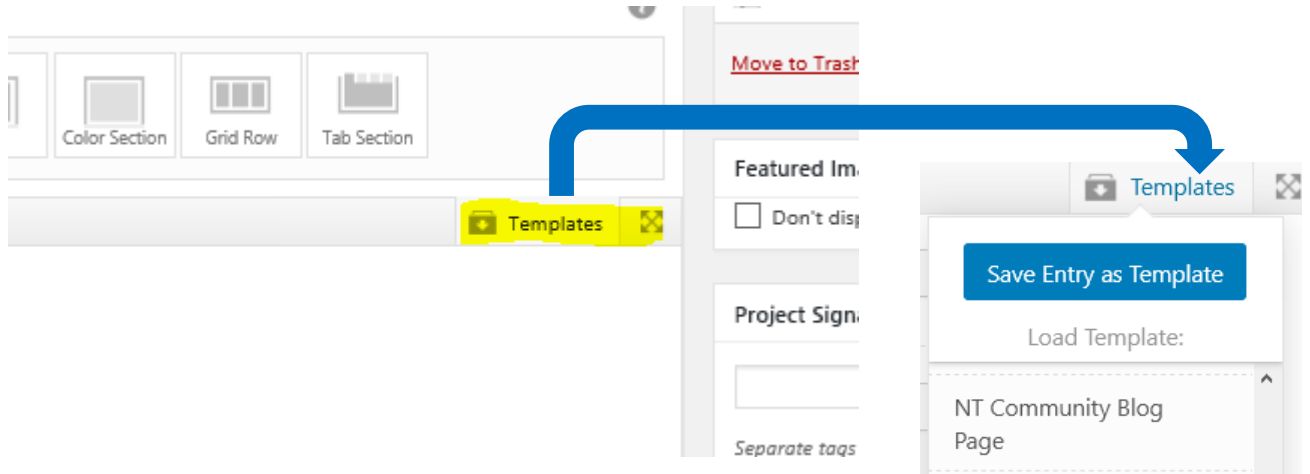 Move to Trash
Color Section
Grid Row
Tab Section
Templates
Featured Im
Don't disp
Project Signa
Separate tags
Templates
Save Entry as Template
Load Template:
NT Community Blog
Page